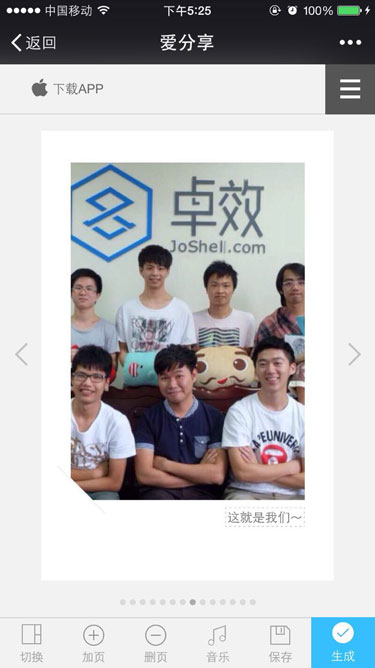 中国移动
下午5:25
100%
返回
爱分享
下载APP
卓效
JoShell.com
APE
UNIVER
这就是我们～
切换
加页
删页
音乐
保存
生成